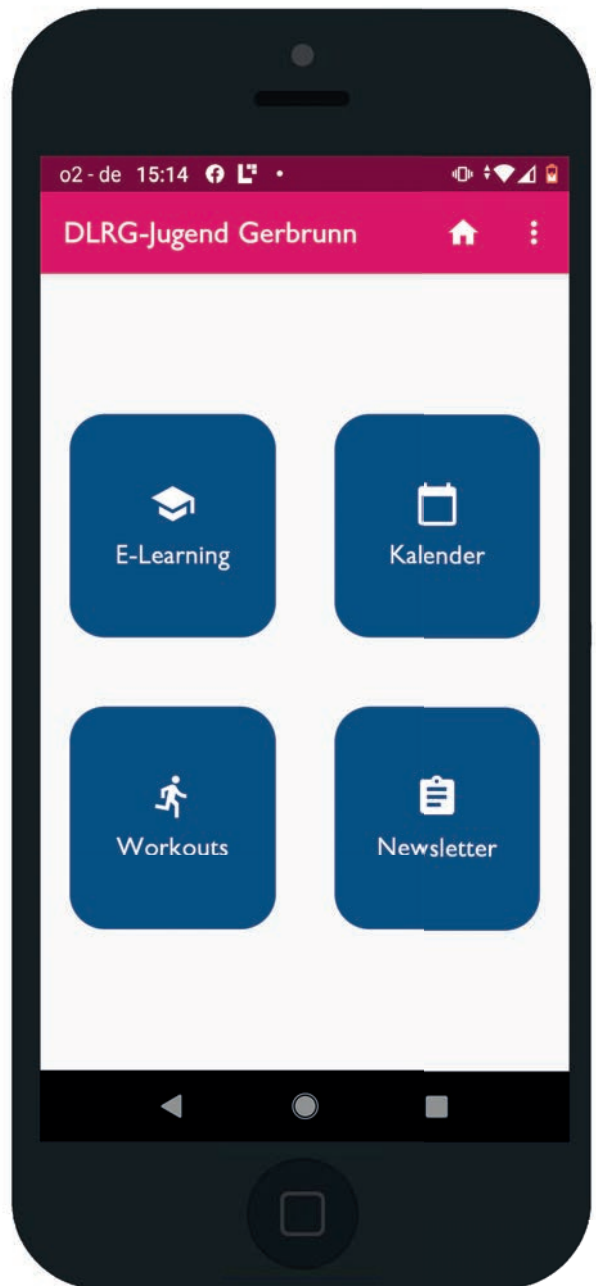 o2 - de 15:14
DLRG-Jugend Gerbrunn
E-Learning
Kalender
Workouts
Newsletter